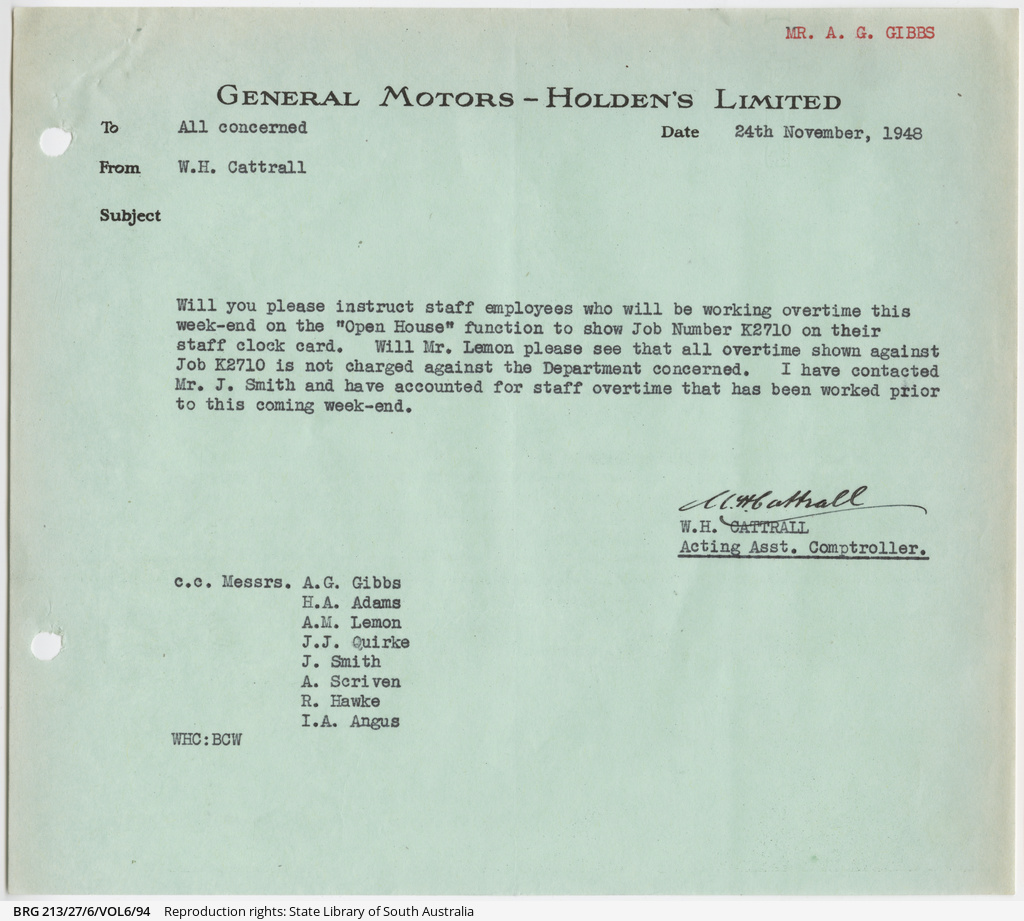 MR. A. G. GIBBS
GENERAL MOTORS – HOLDEN'S LIMITED
To All concerned
Date 24th November, 1948
From W.H. Cattrall
Subject
Will you please instruct staff employees who will be working overtime this
week-end on the "Open House" function to show Job Number K2710 on their
staff clock card. Will Mr. Lemon please see that all overtime shown against
Job K2710 is not charged against the Department concerned. I have contacted
Mr. J. Smith and have accounted for staff overtime that has been worked prior
to this coming week-end.
W.H. Cattrall
W.H. CATTRALL
Acting Asst. Comptroller.
c.c. Messrs. A.G. Gibbs
H.A. Adams
A.M. Lemon
J.J. Quirke
J. Smith
A. Scriven
R. Hawke
I.A. Angus
WHC:BCW
BRG 213/27/6/VOL6/94 Reproduction rights: State Library of South Australia